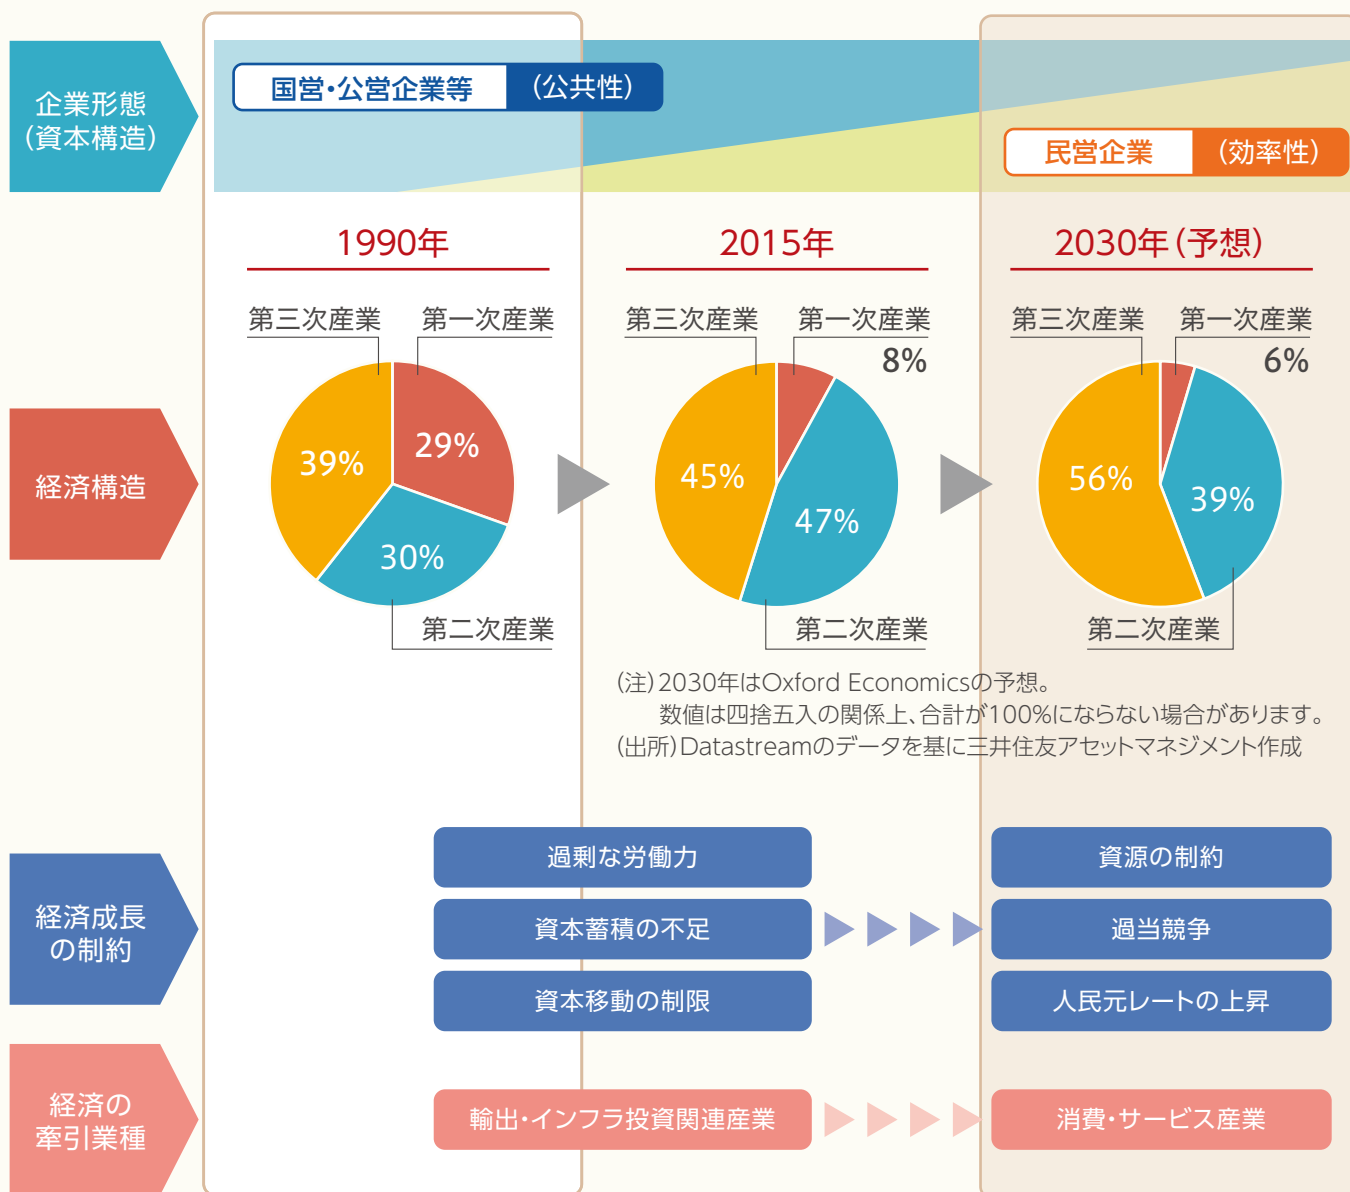 企業形態
（資本構造）
国営・公営企業等 （公共性）
民営企業 （効率性）
1990年
2015年
2030年（予想）
経済構造
第三次産業
第一次産業
39%
29%
30%
第二次産業
第三次産業
第一次産業
8%
45%
47%
第二次産業
第三次産業
第一次産業
6%
56%
39%
第二次産業
（注）2030年はOxford Economicsの予想。
数値は四捨五入の関係上、合計が100%にならない場合があります。
（出所）Datastreamのデータを基に三井住友アセットマネジメント作成
経済成長
の制約
過剰な労働力
資本蓄積の不足
資本移動の制限
資源の制約
過当競争
人民元レートの上昇
経済の
牽引業種
輸出・インフラ投資関連産業
消費・サービス産業